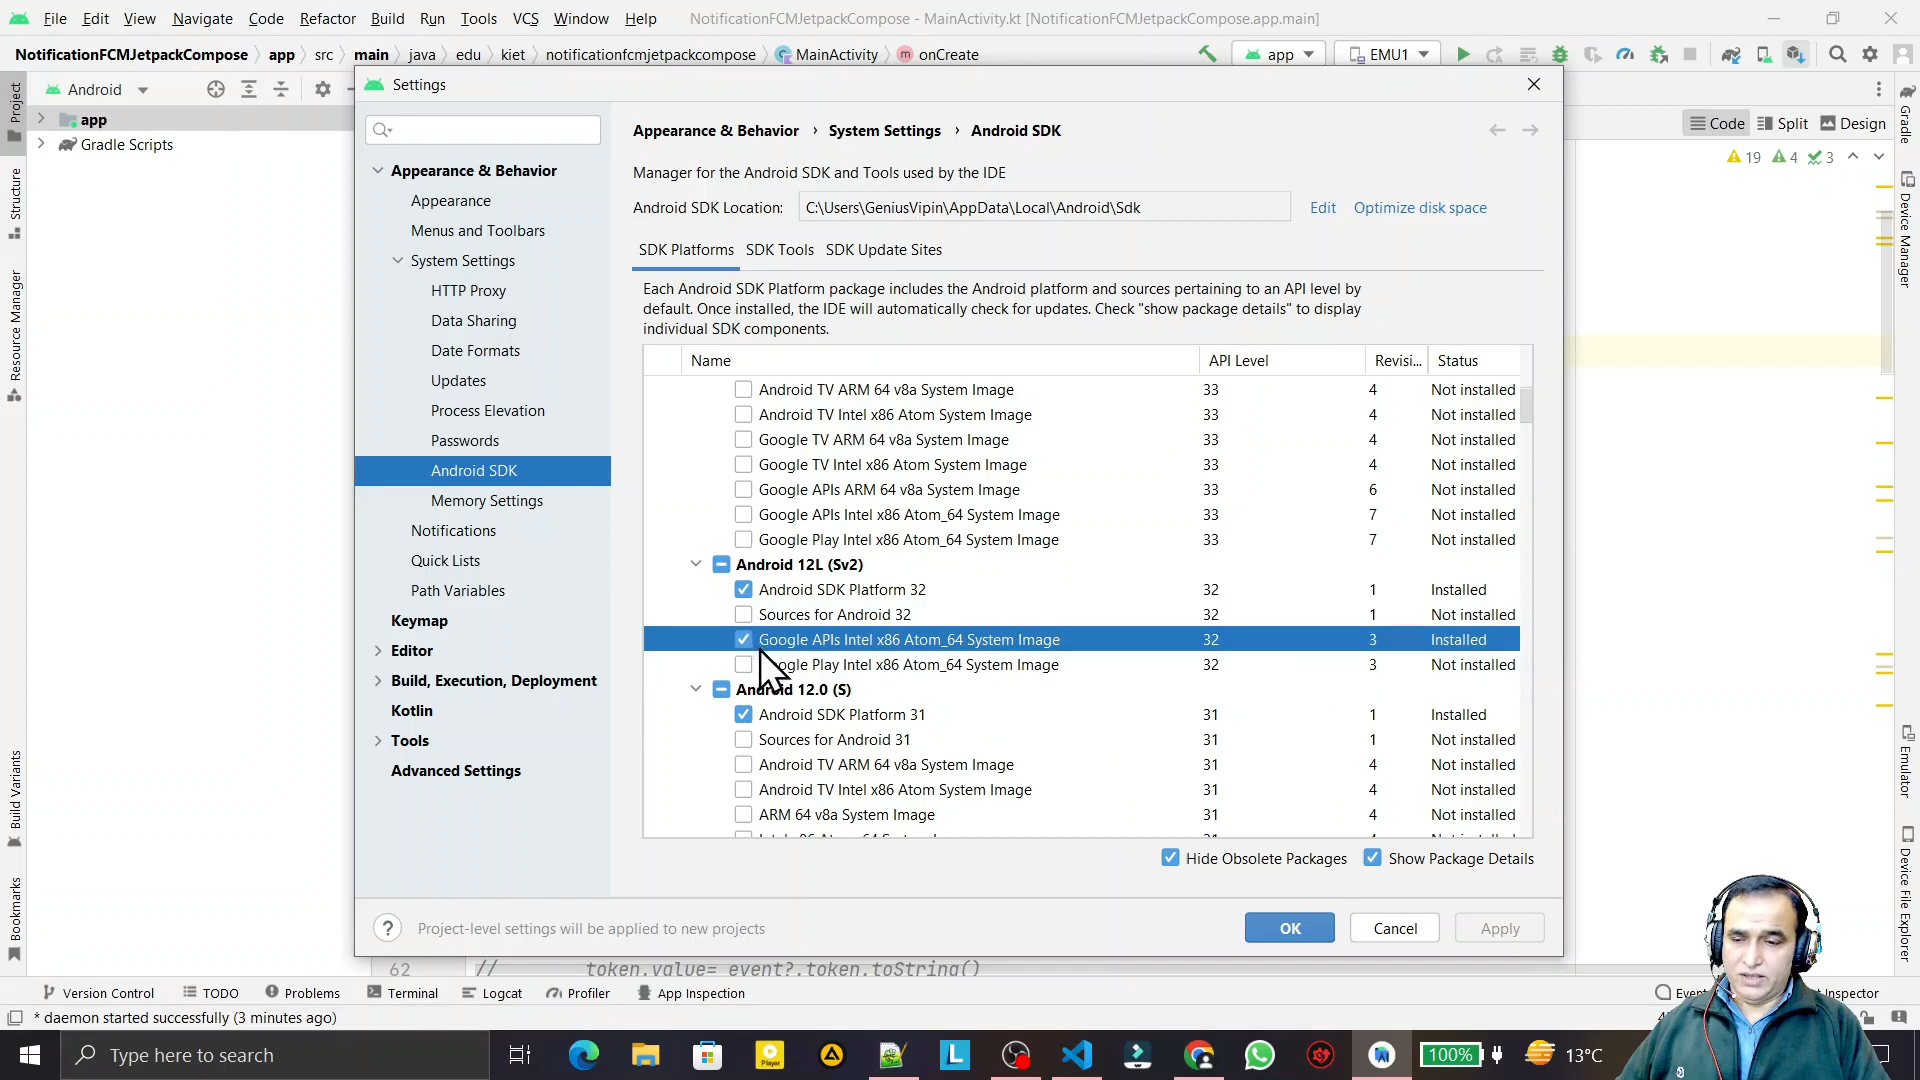 File Edit View Navigate Code Refactor Build Run Tools VCS Window Help NotificationFCMJetpackCompose - MainActivity.kt [NotificationFCMJetpackCompose.app.main]
NotificationFCMJetpackCompose app src main java edu kiet notificationfcmjetpackcompose MainActivity onCreate app EMU1
Project
Structure
Resource Manager
Build Variants
Bookmarks
Android
app
Gradle Scripts
Settings
Appearance & Behavior
Appearance
Menus and Toolbars
System Settings
HTTP Proxy
Data Sharing
Date Formats
Updates
Process Elevation
Passwords
Android SDK
Memory Settings
Notifications
Quick Lists
Path Variables
Keymap
Editor
Build, Execution, Deployment
Kotlin
Tools
Advanced Settings
Appearance & Behavior › System Settings › Android SDK
Manager for the Android SDK and Tools used by the IDE
Android SDK Location: C:\Users\GeniusVipin\AppData\Local\Android\Sdk Edit Optimize disk space
SDK Platforms SDK Tools SDK Update Sites
Each Android SDK Platform package includes the Android platform and sources pertaining to an API level by
default. Once installed, the IDE will automatically check for updates. Check "show package details" to display
individual SDK components.
Name API Level Revisi... Status
Android TV ARM 64 v8a System Image 33 4 Not installed
Android TV Intel x86 Atom System Image 33 4 Not installed
Google TV ARM 64 v8a System Image 33 4 Not installed
Google TV Intel x86 Atom System Image 33 4 Not installed
Google APIs ARM 64 v8a System Image 33 6 Not installed
Google APIs Intel x86 Atom_64 System Image 33 7 Not installed
Google Play Intel x86 Atom_64 System Image 33 7 Not installed
Android 12L (Sv2)
Android SDK Platform 32 32 1 Installed
Sources for Android 32 32 1 Not installed
Google APIs Intel x86 Atom_64 System Image 32 3 Installed
Play Intel x86 Atom_64 System Image 32 3 Not installed
Android 12.0 (S)
Android SDK Platform 31 31 1 Installed
Sources for Android 31 31 1 Not installed
Android TV ARM 64 v8a System Image 31 4 Not installed
Android TV Intel x86 Atom System Image 31 4 Not installed
ARM 64 v8a System Image 31 4 Not installed
Hide Obsolete Packages Show Package Details
? Project-level settings will be applied to new projects
OK Cancel Apply
Code Split Design
19 4 3
Gradle
Device Manager
Emulator
Device File Explorer
62 // token.value= event?.token.toString()
Version Control TODO Problems Terminal Logcat Profiler App Inspection
* daemon started successfully (3 minutes ago)
Type here to search
Player
L
100% 13°C